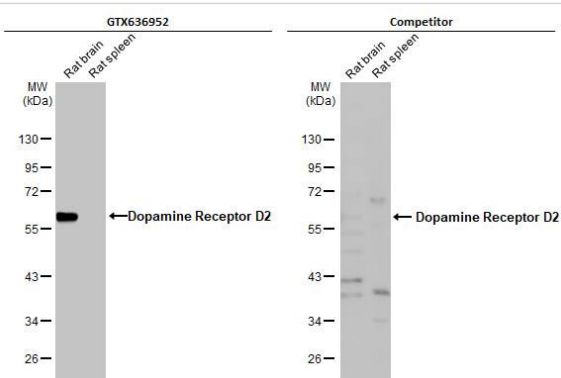 GTX636952
Rat brain
Rat spleen
MW
(kDa)
130
95
72
55
43
34
26
Dopamine Receptor D2
Competitor
Rat brain
Rat spleen
MW
(kDa)
130
95
72
55
43
34
26
Dopamine Receptor D2